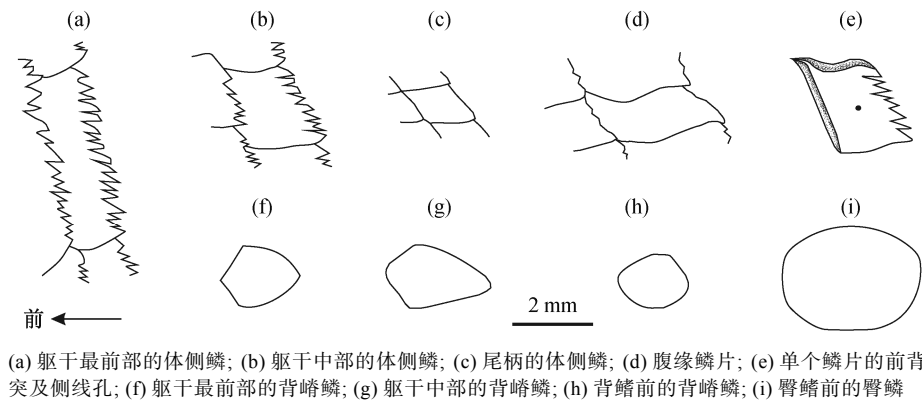 (a) (b) (c) (d) (e)
(f) (g) (h) (i)
前 2 mm
(a) 躯干最前部的体侧鳞; (b) 躯干中部的体侧鳞; (c) 尾柄的体侧鳞; (d) 腹缘鳞片; (e) 单个鳞片的前背
突及侧线孔; (f) 躯干最前部的背嵴鳞; (g) 躯干中部的背嵴鳞; (h) 背鳍前的背嵴鳞; (i) 臀鳍前的臀鳞